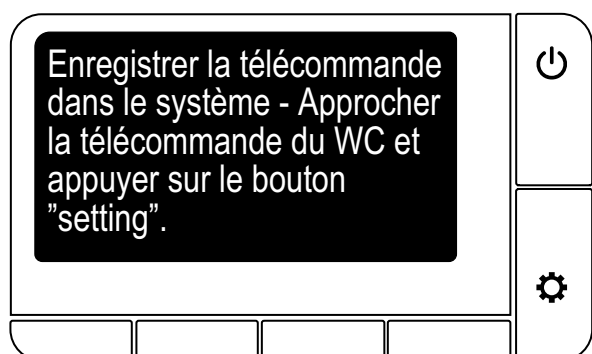 Enregistrer la télécommande
dans le système - Approcher
la télécommande du WC et
appuyer sur le bouton
”setting”.